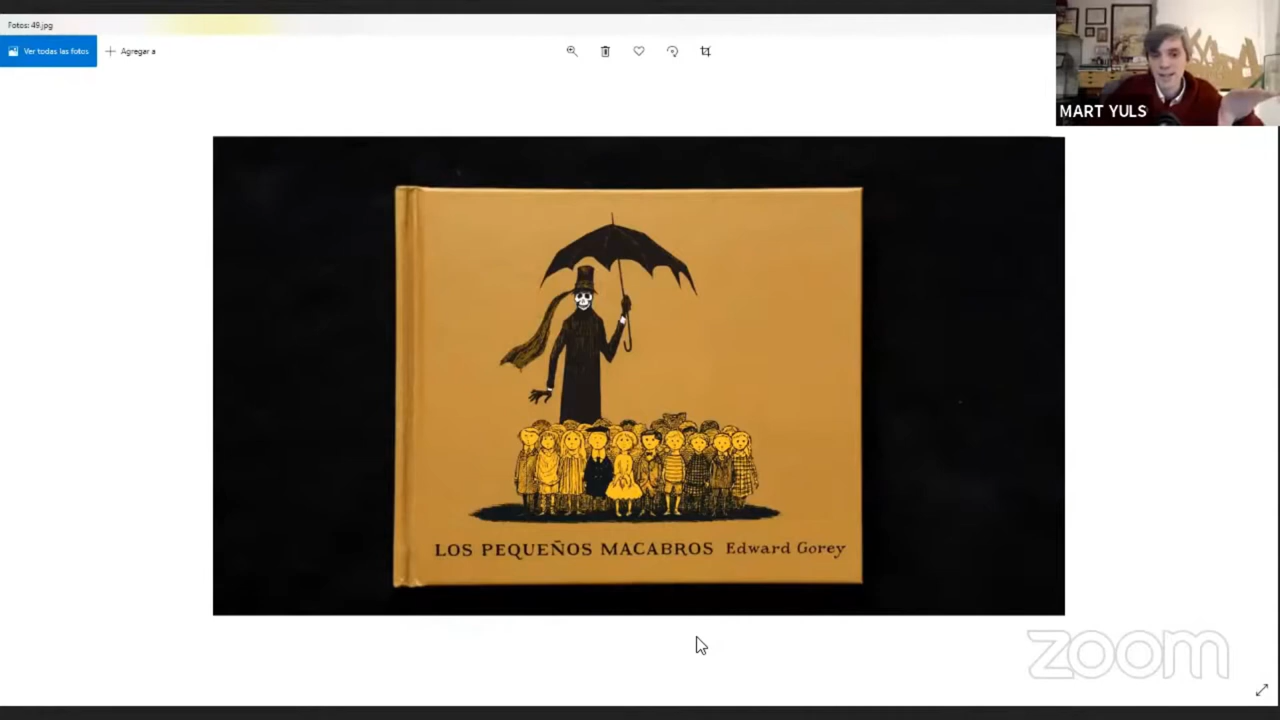 Fotos: 49.jpg
Ver todas las fotos
Agregar a
MART YULS
LOS PEQUEÑOS MACABROS Edward Gorey
zoom